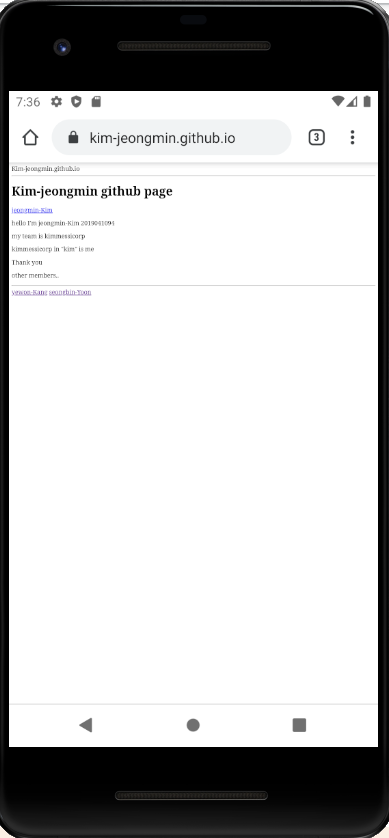 7:36
kim-jeongmin.github.io
3
Kim-jeongmin.github.io
Kim-jeongmin github page
jeongmin-Kim
hello I'm jeongmin-Kim 2019041094
my team is kimmessicorp
kimmessicorp in "kim" is me
Thank you
other members..
yewon-Kang seongbin-Yoon